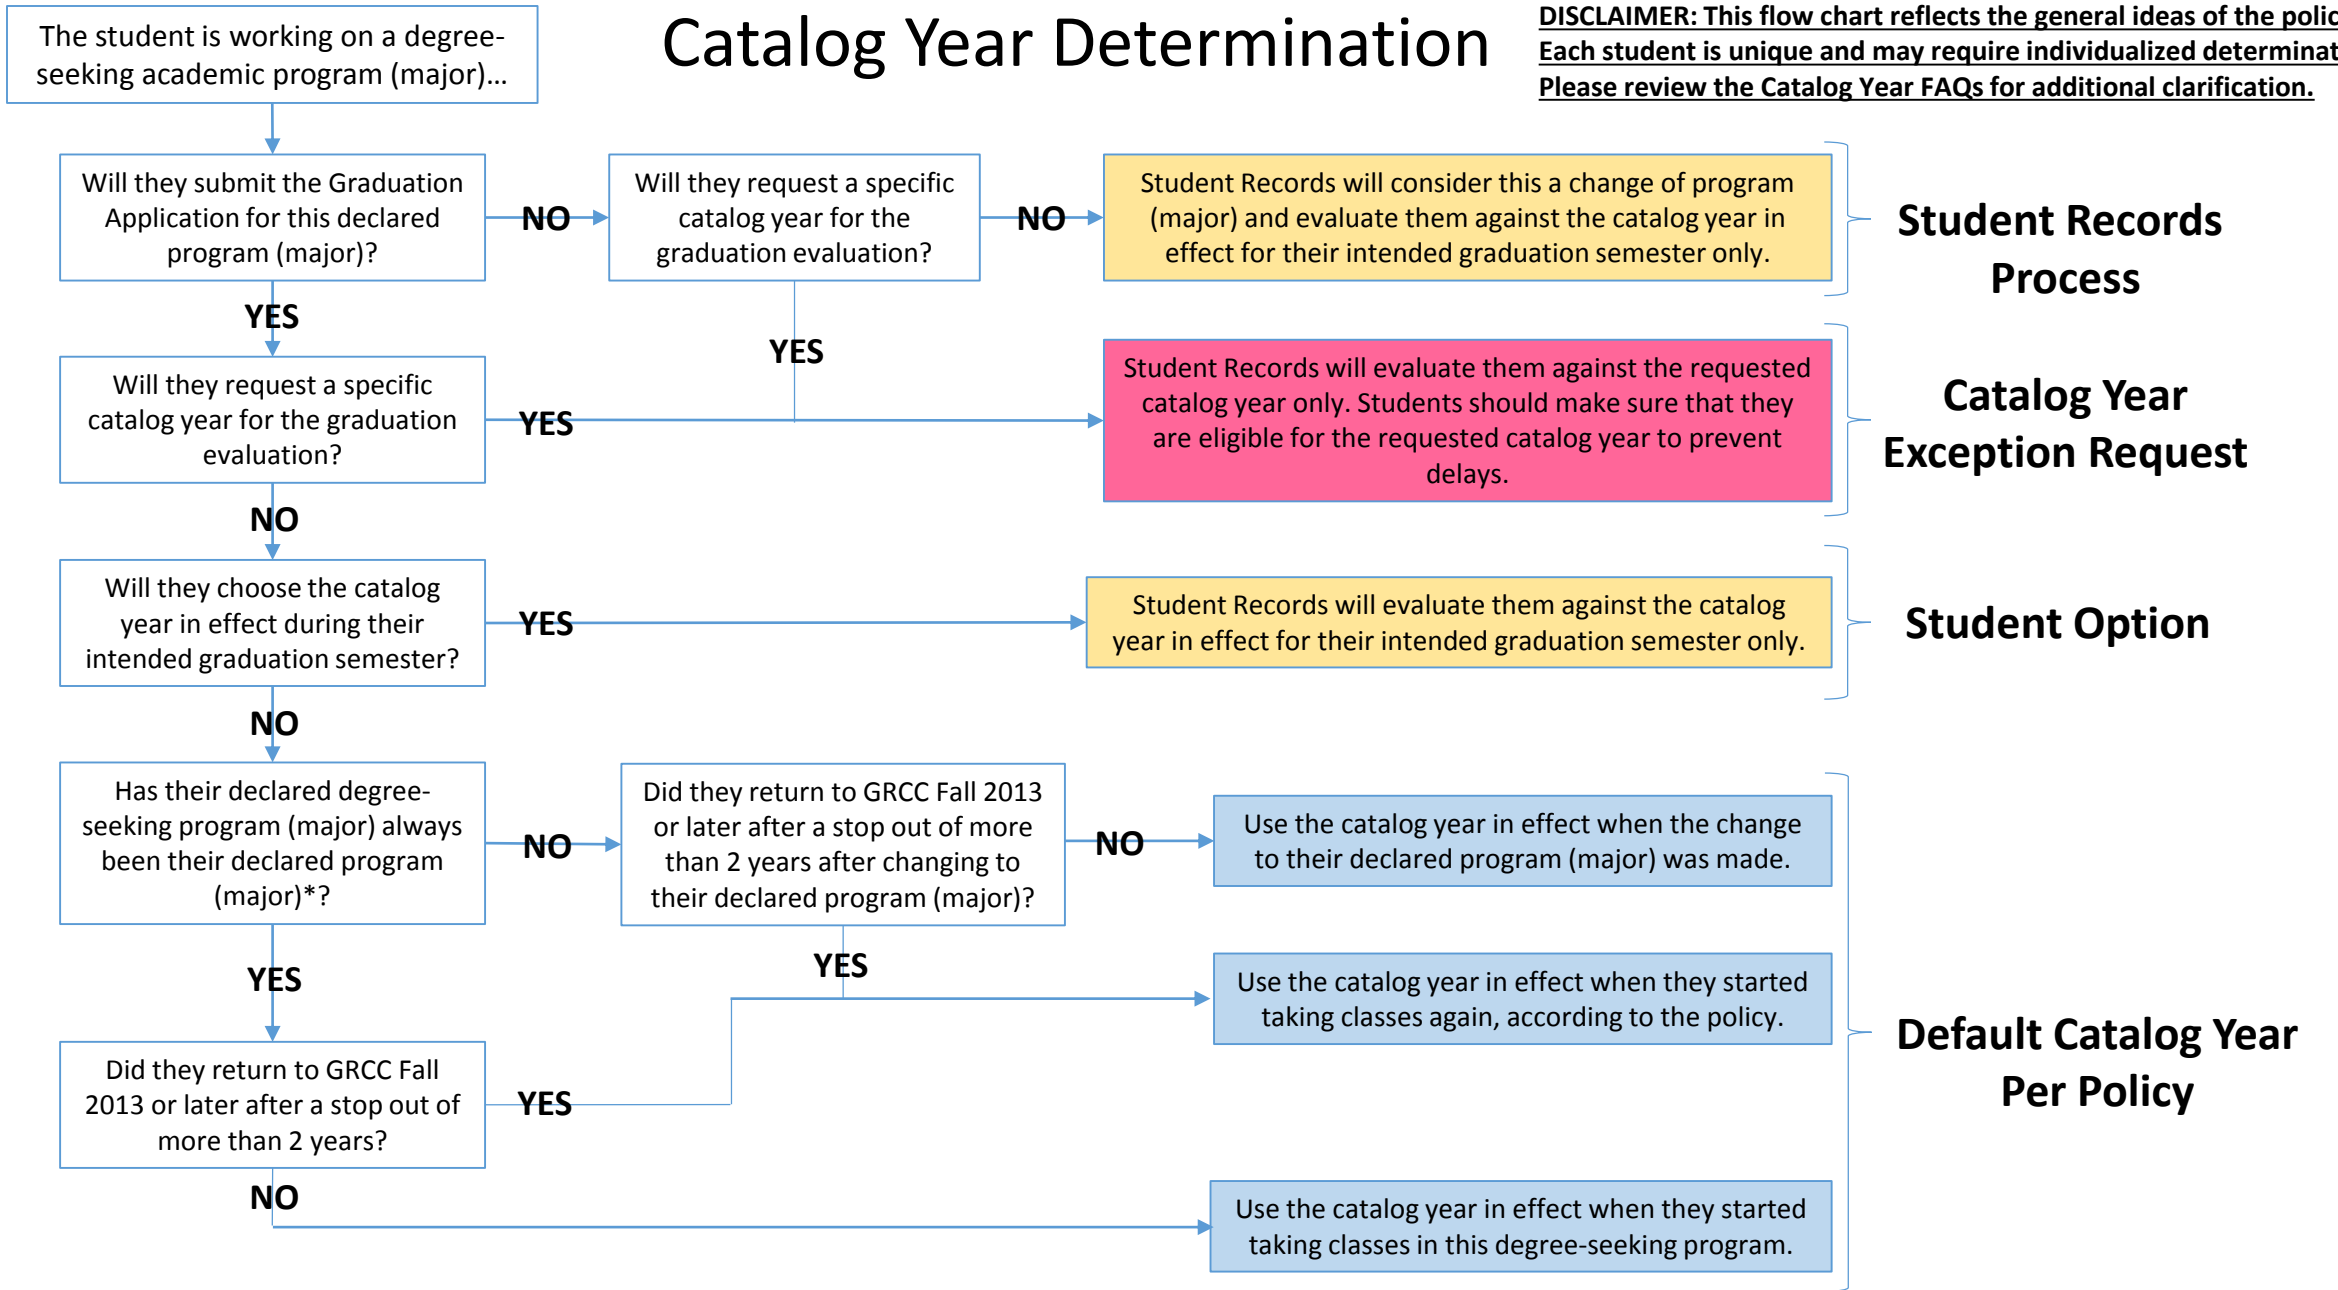 Catalog Year Determination
DISCLAIMER: This flow chart reflects the general ideas of the polic
Each student is unique and may require individualized determinat
Please review the Catalog Year FAQs for additional clarification.
The student is working on a degree-
seeking academic program (major)...
Will they submit the Graduation
Application for this declared
program (major)?
NO
Will they request a specific
catalog year for the
graduation evaluation?
NO
Student Records will consider this a change of program
(major) and evaluate them against the catalog year in
effect for their intended graduation semester only.
Student Records
Process
YES
YES
Will they request a specific
catalog year for the graduation
evaluation?
YES
Student Records will evaluate them against the requested
catalog year only. Students should make sure that they
are eligible for the requested catalog year to prevent
delays.
Catalog Year
Exception Request
NO
Will they choose the catalog
year in effect during their
intended graduation semester?
YES
Student Records will evaluate them against the catalog
year in effect for their intended graduation semester only.
Student Option
NO
Has their declared degree-
seeking program (major) always
been their declared program
(major)*?
NO
Did they return to GRCC Fall 2013
or later after a stop out of more
than 2 years after changing to
their declared program (major)?
NO
Use the catalog year in effect when the change
to their declared program (major) was made.
YES
YES
Use the catalog year in effect when they started
taking classes again, according to the policy.
Default Catalog Year
Per Policy
Did they return to GRCC Fall
2013 or later after a stop out of
more than 2 years?
YES
NO
Use the catalog year in effect when they started
taking classes in this degree-seeking program.